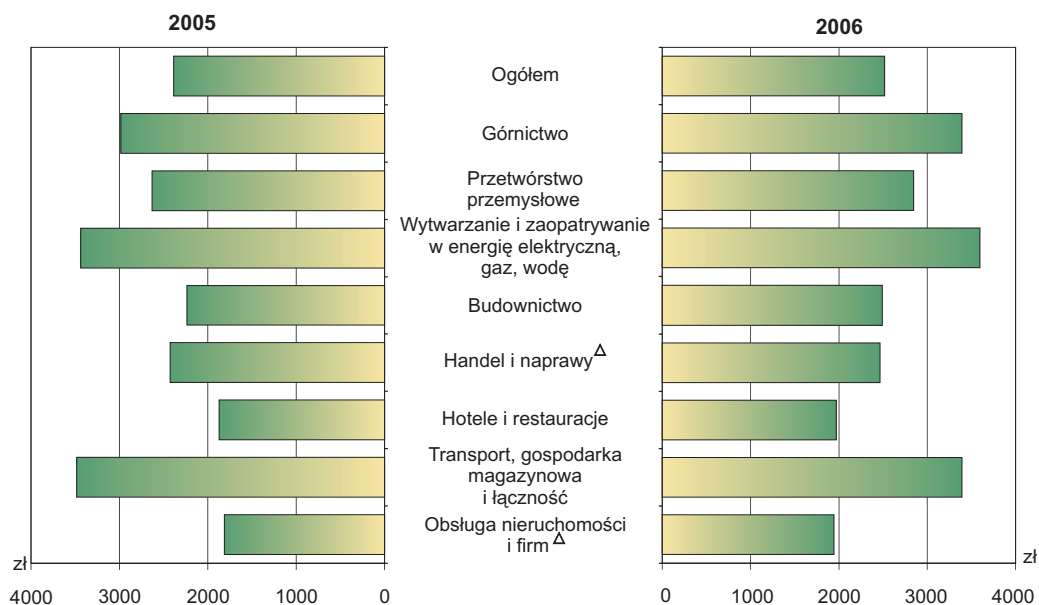 2005
2006
Ogółem
Górnictwo
Przetwórstwo
przemysłowe
Wytwarzanie i zaopatrywanie
w energię elektryczną,
gaz, wodę
Budownictwo
Handel i naprawy Δ
Hotele i restauracje
Transport, gospodarka
magazynowa
i łączność
Obsługa nieruchomości
i firm Δ
zł
zł
4000 3000 2000 1000 0
0 1000 2000 3000 4000